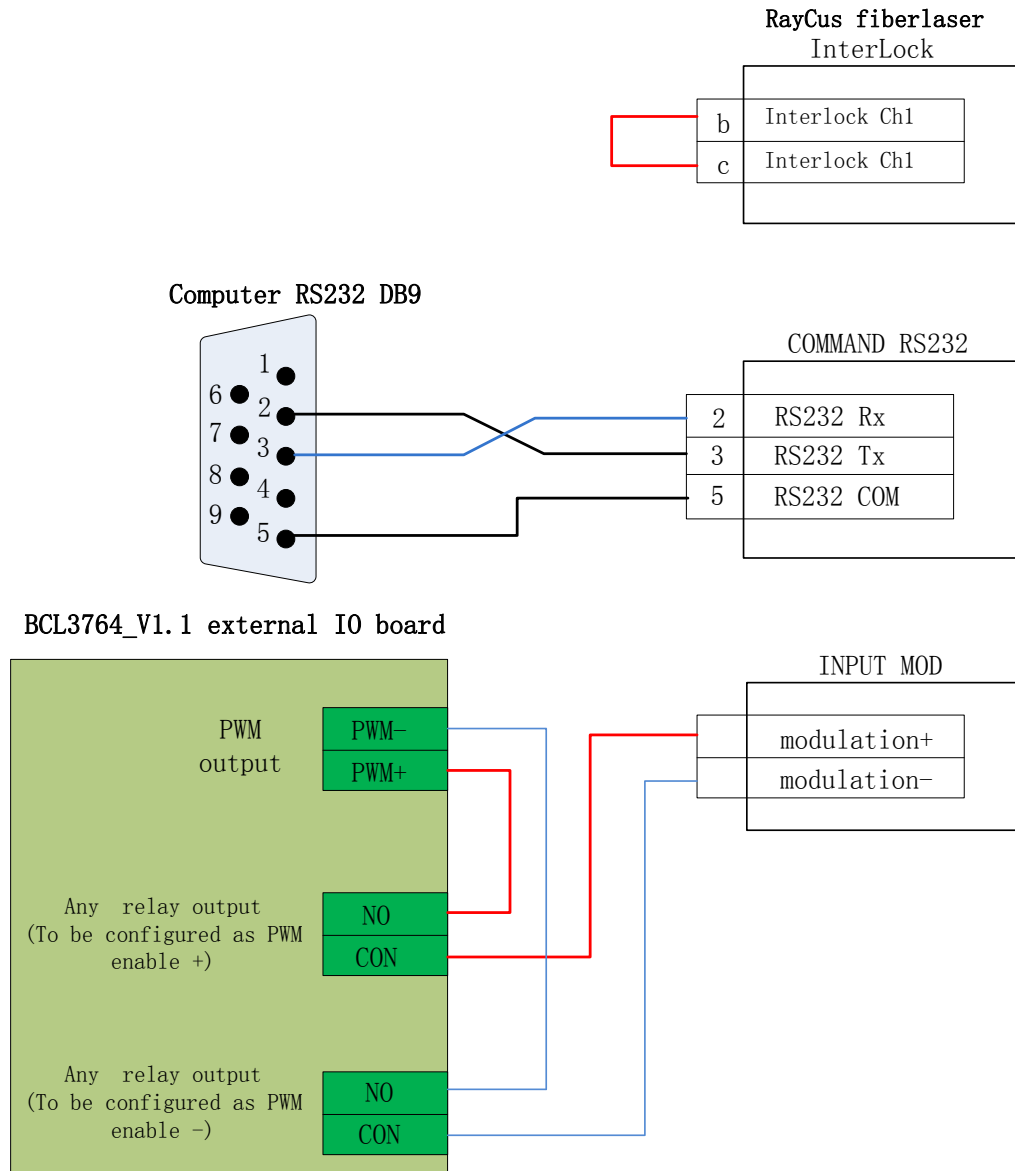 RayCus fiberlaser
InterLock
b Interlock Ch1
c Interlock Ch1
Computer RS232 DB9
1
6
2
7
3
8
4
9
5
COMMAND RS232
2 RS232 Rx
3 RS232 Tx
5 RS232 COM
BCL3764_V1.1 external IO board
PWM
output
PWM-
PWM+
Any relay output
(To be configured as PWM
enable +)
NO
CON
Any relay output
(To be configured as PWM
enable -)
NO
CON
INPUT MOD
modulation+
modulation-